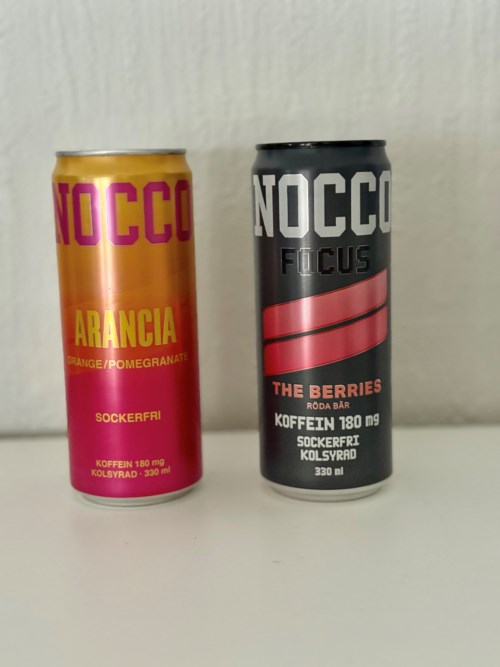 NOCCO
ARANCIA
ORANGE/POMEGRANATE
SOCKERFRI
KOFFEIN 180 mg
KOLSYRAD · 330 ml
NOCCO
FOCUS
THE BERRIES
RÖDA BÄR
KOFFEIN 180 mg
SOCKERFRI
KOLSYRAD
330 ml